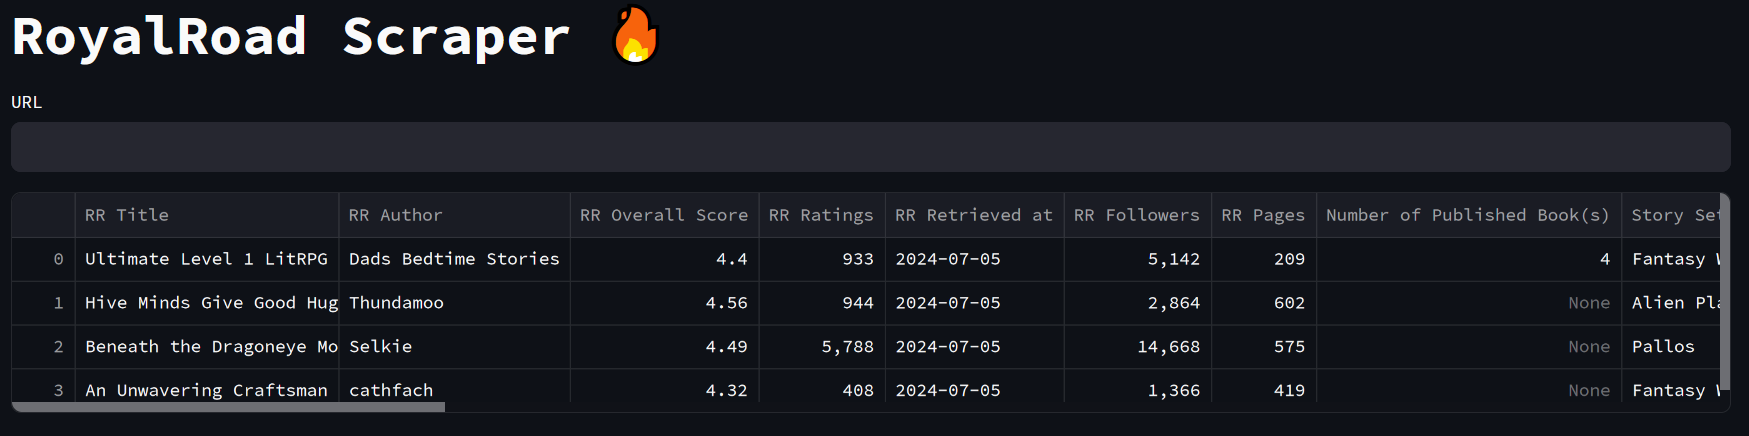 RoyalRoad Scraper 🔥
URL
RR Title RR Author RR Overall Score RR Ratings RR Retrieved at RR Followers RR Pages Number of Published Book(s) Story Set
0 Ultimate Level 1 LitRPG Dads Bedtime Stories 4.4 933 2024-07-05 5,142 209 4 Fantasy W
1 Hive Minds Give Good Hug Thundamoo 4.56 944 2024-07-05 2,864 602 None Alien Pla
2 Beneath the Dragoneye Mo Selkie 4.49 5,788 2024-07-05 14,668 575 None Pallos
3 An Unwavering Craftsman cathfach 4.32 408 2024-07-05 1,366 419 None Fantasy W